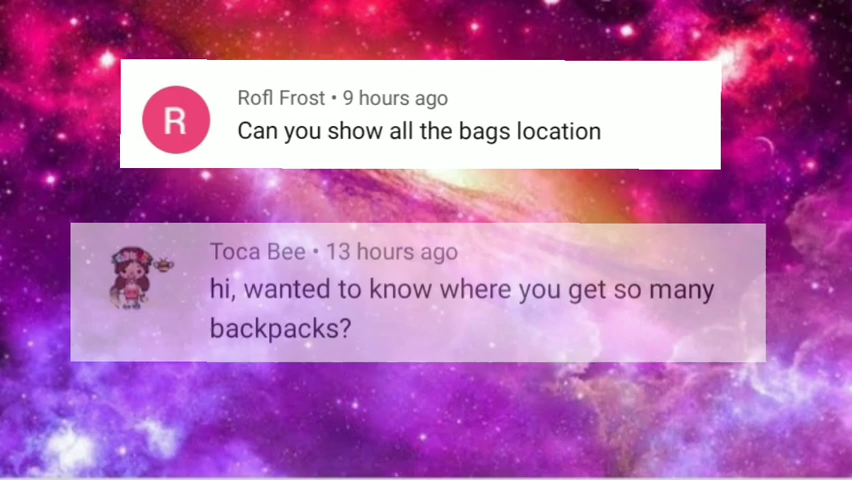 R
Rofl Frost • 9 hours ago
Can you show all the bags location
Toca Bee • 13 hours ago
hi, wanted to know where you get so many
backpacks?